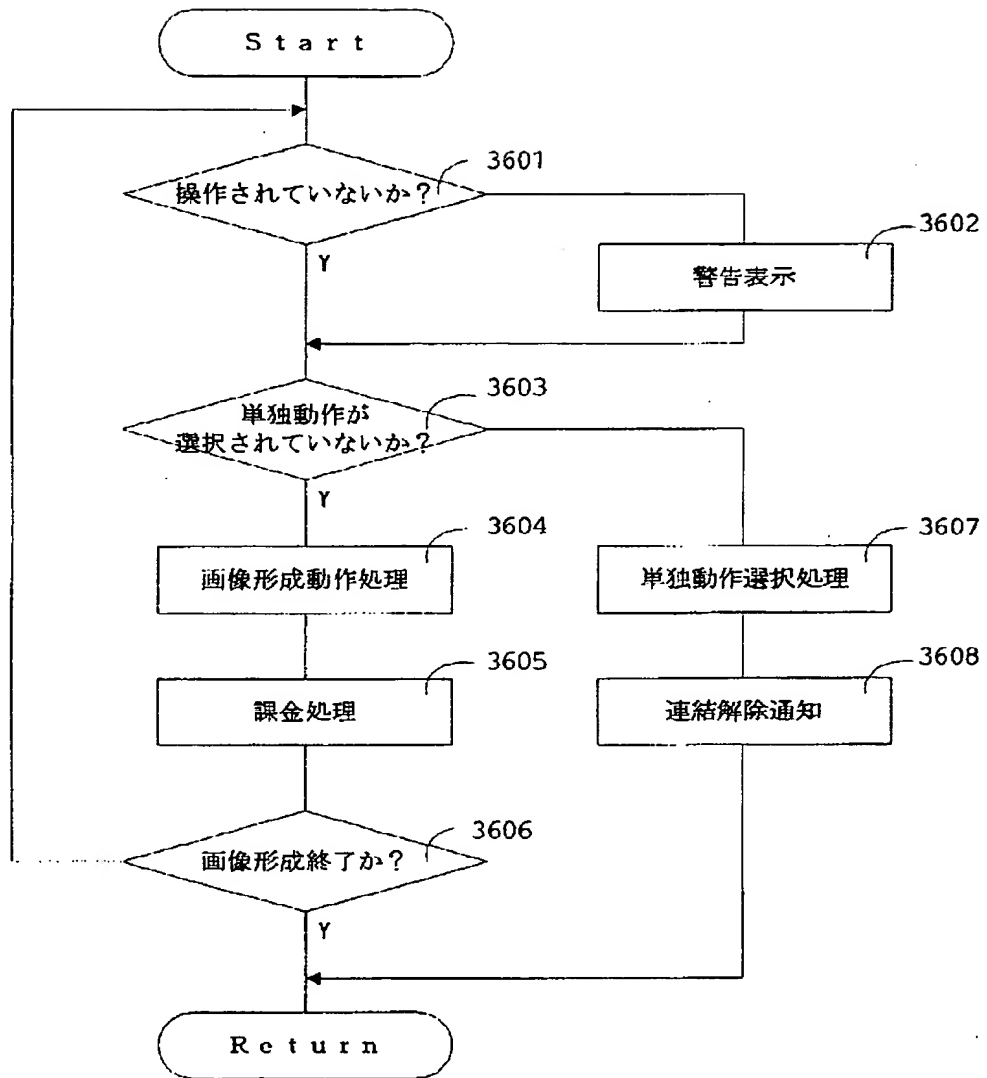 Start
3601
操作されていないか？
3602
Y
警告表示
3603
単独動作が
選択されていないか？
Y
3604
3607
画像形成動作処理
単独動作選択処理
3605
3608
課金処理
連結解除通知
3606
画像形成終了か？
Y
Return